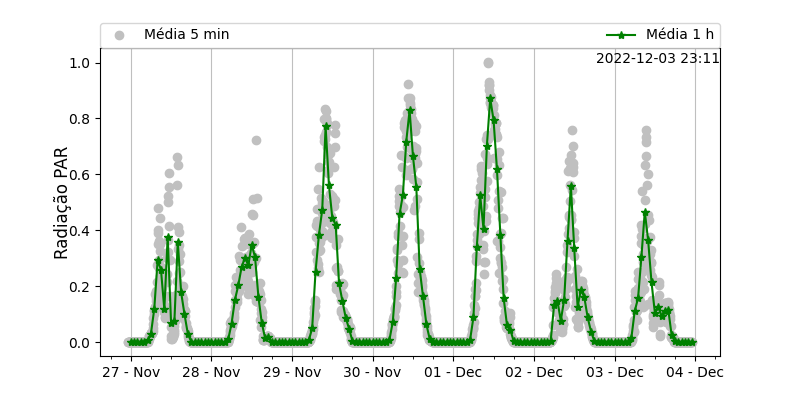 Média 5 min
Média 1 h
2022-12-03 23:11
Radiação PAR
1.0
0.8
0.6
0.4
0.2
0.0
27 - Nov
28 - Nov
29 - Nov
30 - Nov
01 - Dec
02 - Dec
03 - Dec
04 - Dec